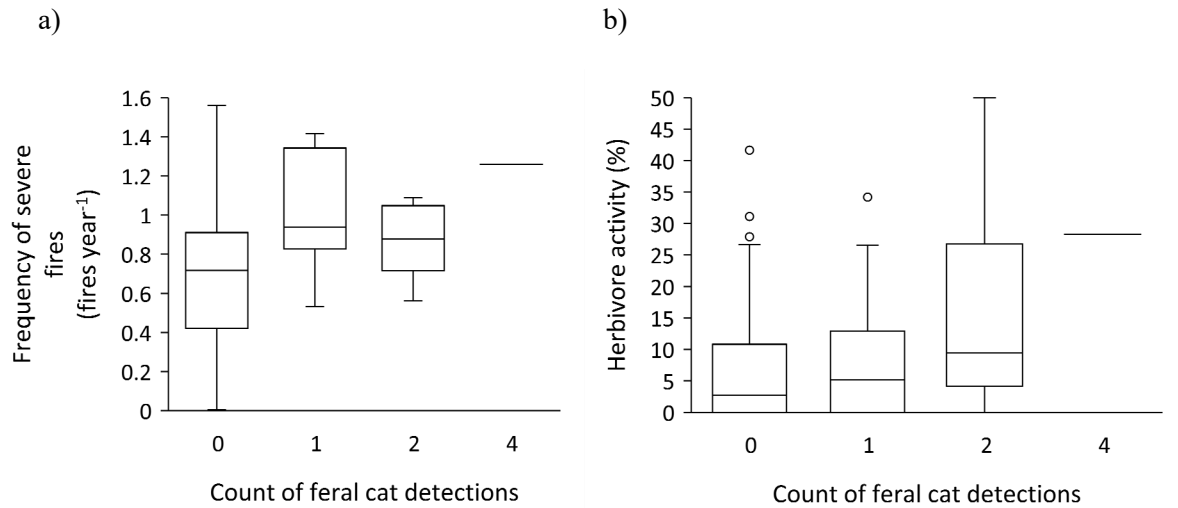 a)
Frequency of severe
fires
(fires year-1)
1.6
1.4
1.2
1
0.8
0.6
0.4
0.2
0
0 1 2 4
Count of feral cat detections
b)
Herbivore activity (%)
50
45
40
35
30
25
20
15
10
5
0
0 1 2 4
Count of feral cat detections